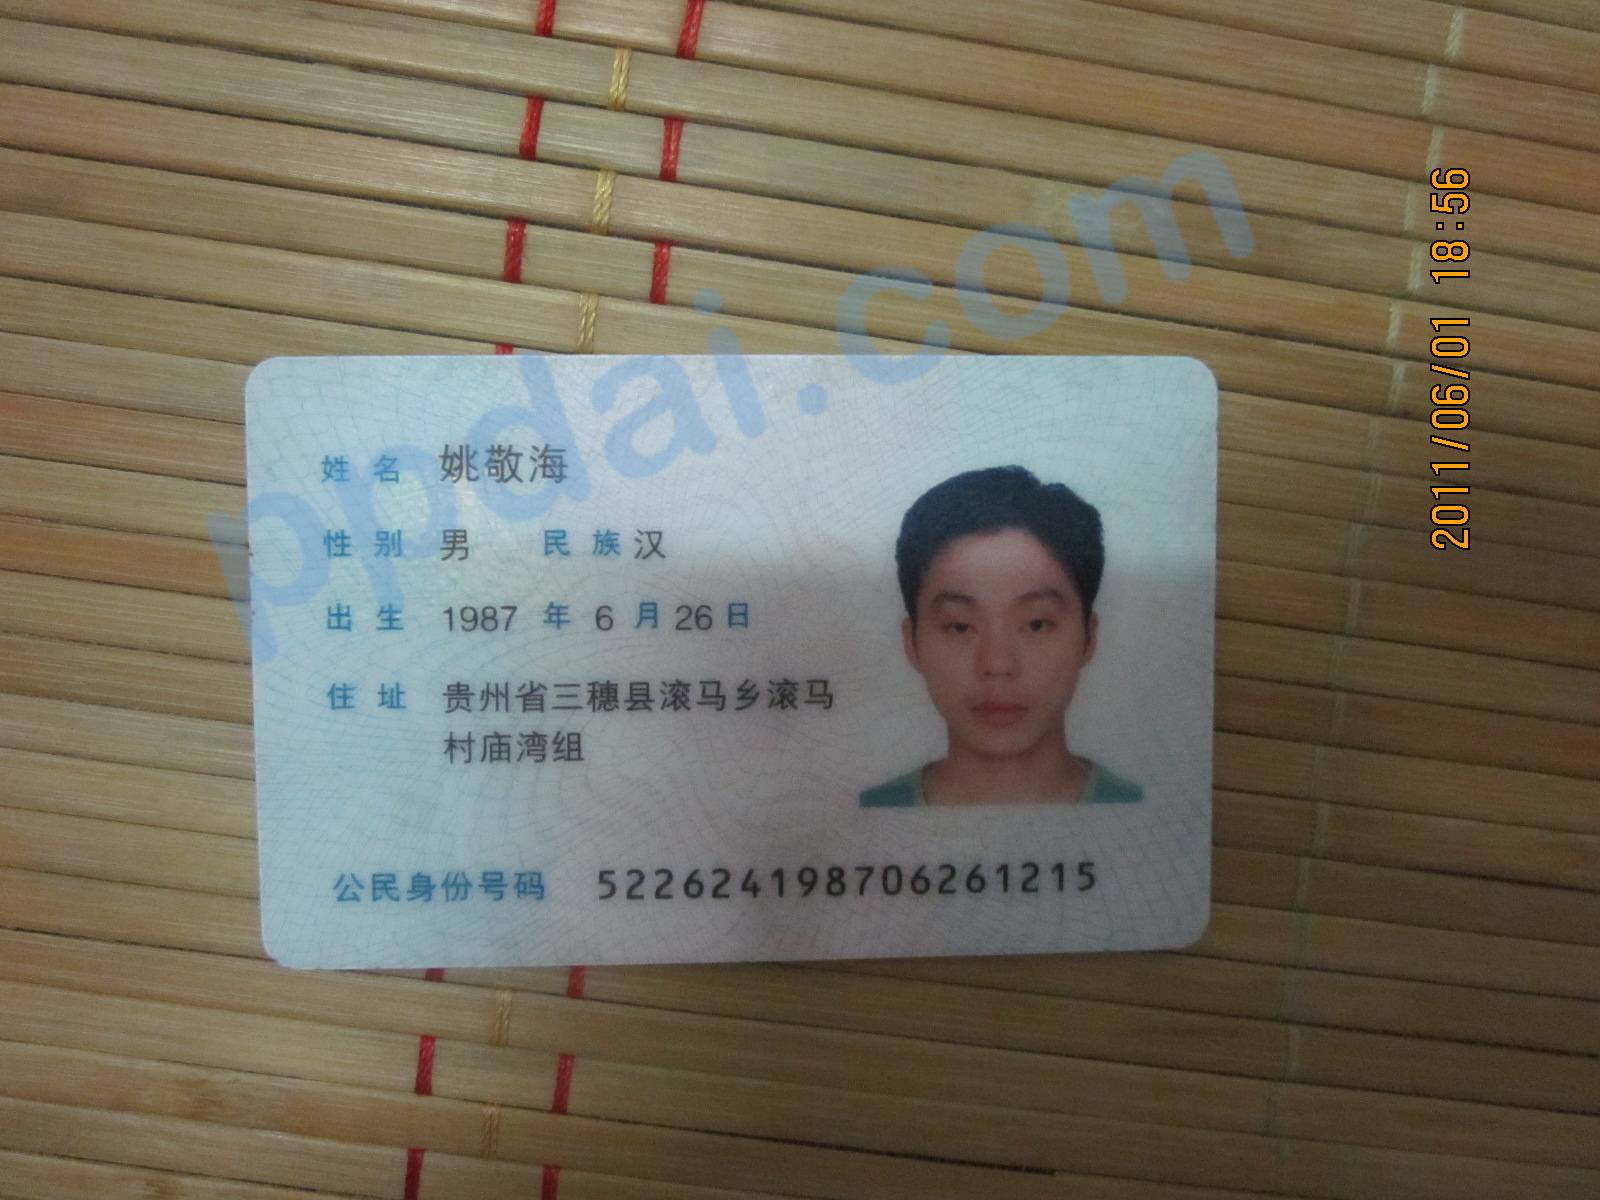 ppdai.com
2011/06/01 18:56
姓名 姚敬海
性别 男 民族 汉
出生 1987 年 6 月 26 日
住址 贵州省三穗县滚马乡滚马
村庙湾组
公民身份号码 522624198706261215